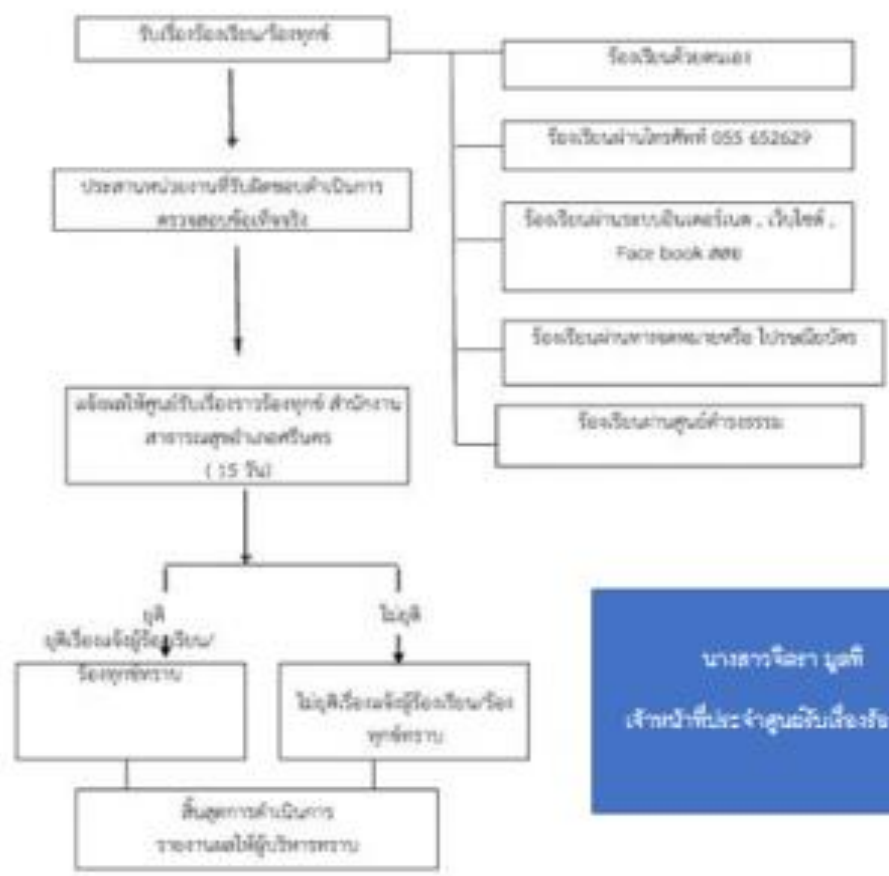 รับเรื่องร้องเรียน/ร้องทุกข์
ร้องเรียนด้วยตนเอง
ร้องเรียนผ่านโทรศัพท์ 055 652629
ประสานหน่วยงานที่รับผิดชอบดำเนินการ
ตรวจสอบข้อเท็จจริง
ร้องเรียนผ่านระบบอินเตอร์เนต , เว็บไซต์ ,
Face book สสอ
ร้องเรียนผ่านทางจดหมายหรือ ไปรษณียบัตร
ร้องเรียนผ่านศูนย์ดำรงธรรม
แจ้งผลให้ศูนย์รับเรื่องราวร้องทุกข์ สำนักงาน
สาธารณสุขอำเภอศรีนคร
( 15 วัน)
ยุติ
ไม่ยุติ
ยุติเรื่องแจ้งผู้ร้องเรียน/
ร้องทุกข์ทราบ
ไม่ยุติเรื่องแจ้งผู้ร้องเรียน/ร้อง
ทุกข์ทราบ
สิ้นสุดการดำเนินการ
รายงานผลให้ผู้บริหารทราบ
นางสาว
เจ้าหน้าที่ประจำศูนย์รับเรื่องร้อ